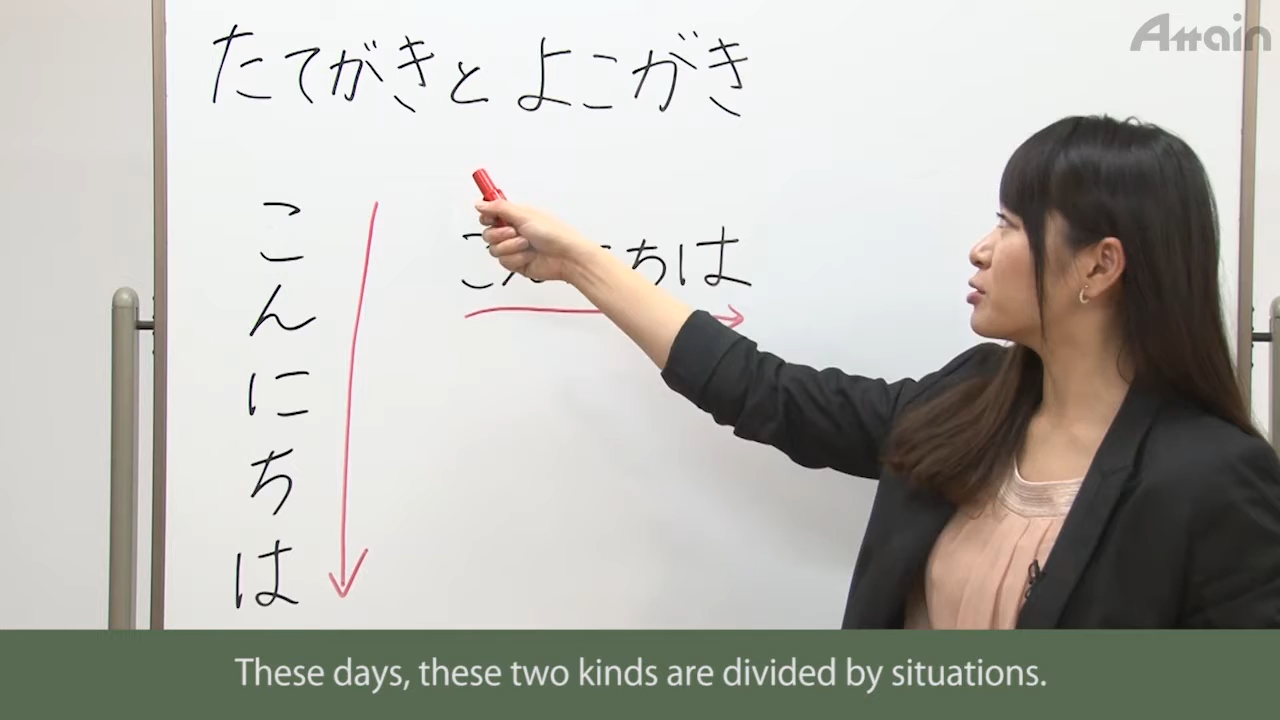 Attain
たてがきとよこがき
こんにちは
こ ちは
These days, these two kinds are divided by situations.